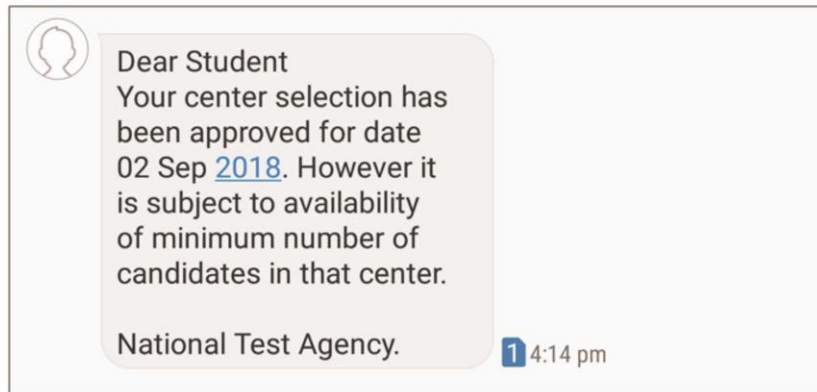 Dear Student
Your center selection has
been approved for date
02 Sep 2018. However it
is subject to availability
of minimum number of
candidates in that center.
National Test Agency.
1 4:14 pm